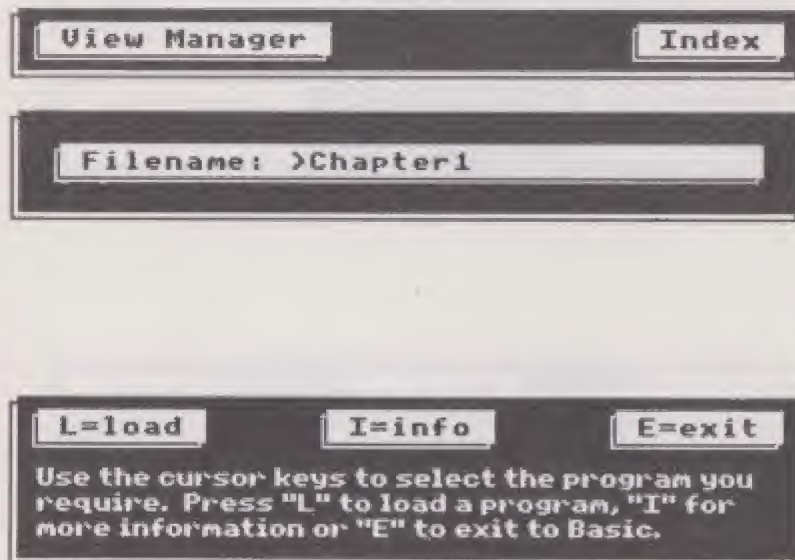 View Manager Index
Filename: >Chapter1
L=load I=info E=exit
Use the cursor keys to select the program you
require. Press "L" to load a program, "I" for
more information or "E" to exit to Basic.